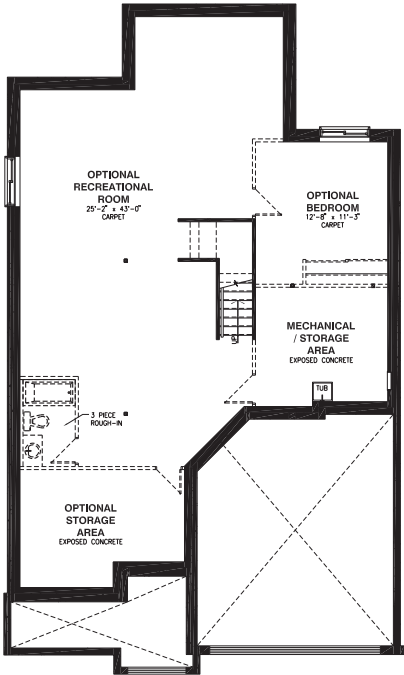 OPTIONAL
RECREATIONAL
ROOM
25'-2" x 43'-0"
CARPET
OPTIONAL
BEDROOM
12'-8" x 11'-3"
CARPET
MECHANICAL
/ STORAGE
AREA
EXPOSED CONCRETE
UP
TUB
3 PIECE
ROUGH-IN
OPTIONAL
STORAGE
AREA
EXPOSED CONCRETE